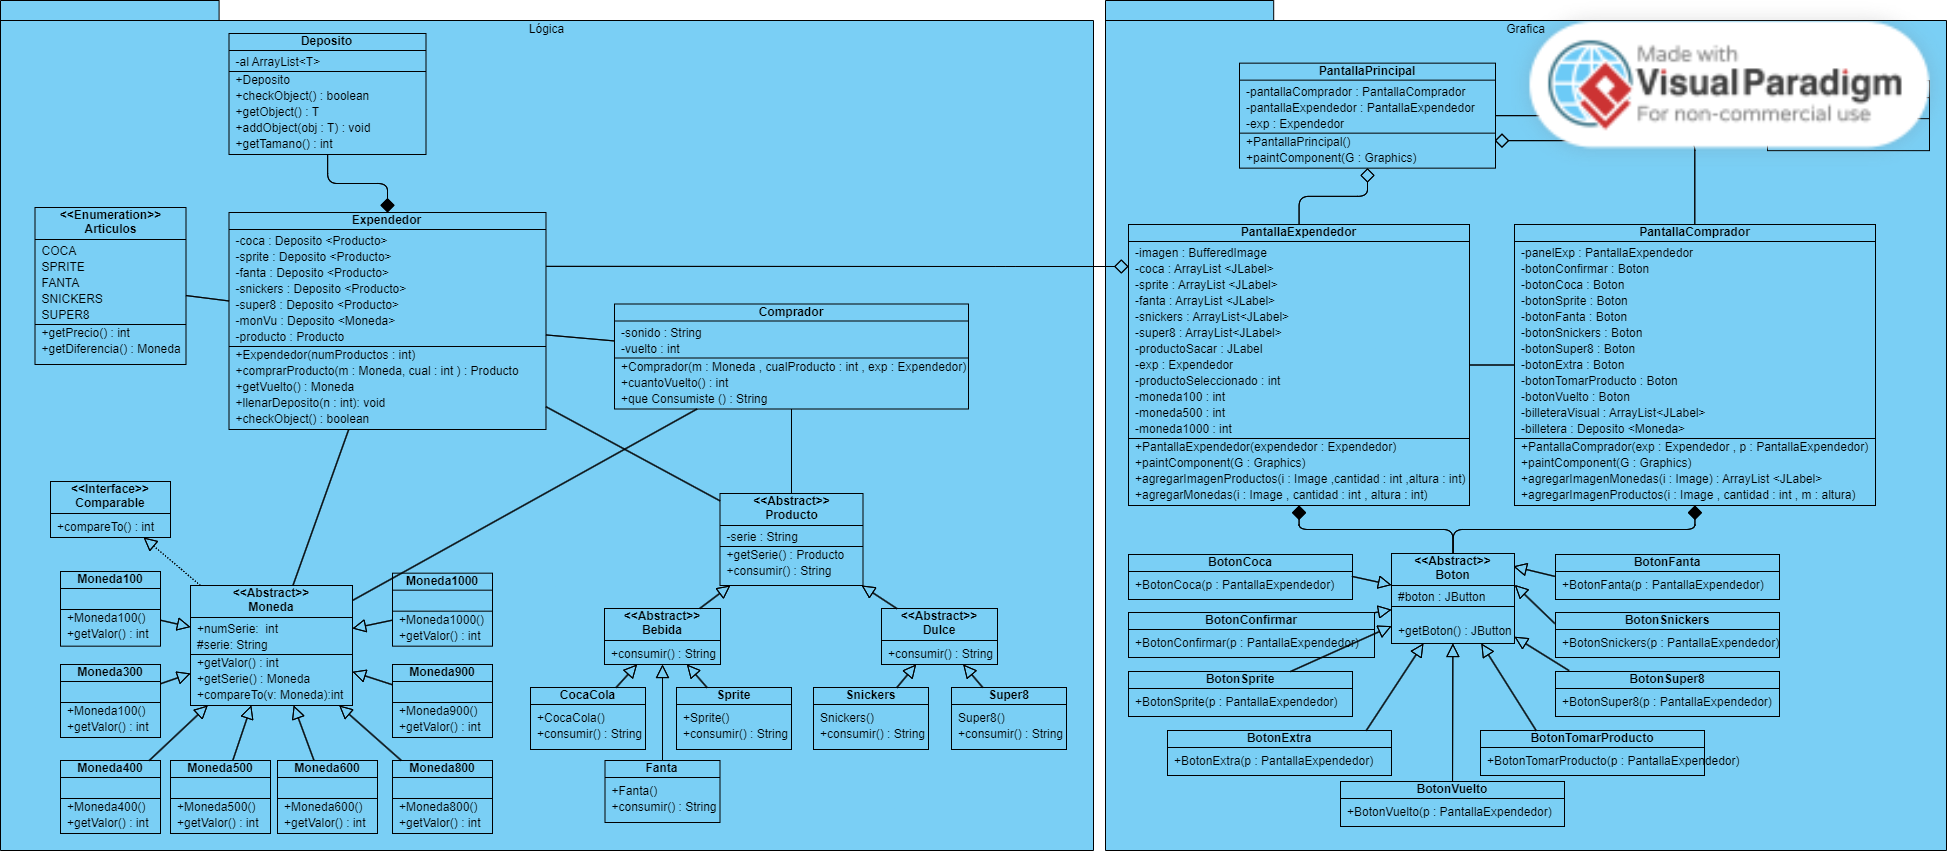 Lógica
Deposito
-al ArrayList<T>
+Deposito
+checkObject() : boolean
+getObject() : T
+addObject(obj : T) : void
+getTamano() : int
<<Enumeration>>
Articulos
COCA
SPRITE
FANTA
SNICKERS
SUPER8
+getPrecio() : int
+getDiferencia() : Moneda
Expendedor
-coca : Deposito <Producto>
-sprite : Deposito <Producto>
-fanta : Deposito <Producto>
-snickers : Deposito <Producto>
-super8 : Deposito <Producto>
-monVu : Deposito <Moneda>
-producto : Producto
+Expendedor(numProductos : int)
+comprarProducto(m : Moneda, cual : int ) : Producto
+getVuelto() : Moneda
+llenarDeposito(n : int): void
+checkObject() : boolean
Comprador
-sonido : String
-vuelto : int
+Comprador(m : Moneda , cualProducto : int , exp : Expendedor)
+cuantoVuelto() : int
+que Consumiste () : String
<<Interface>>
Comparable
+compareTo() : int
<<Abstract>>
Producto
-serie : String
+getSerie() : Producto
+consumir() : String
Moneda100
+Moneda100()
+getValor() : int
<<Abstract>>
Moneda
+numSerie: int
#serie: String
+getValor() : int
+getSerie() : Moneda
+compareTo(v: Moneda):int
Moneda1000
+Moneda1000()
+getValor() : int
Moneda300
+Moneda100()
+getValor() : int
Moneda900
+Moneda900()
+getValor() : int
Moneda400
+Moneda400()
+getValor() : int
Moneda500
+Moneda500()
+getValor() : int
Moneda600
+Moneda600()
+getValor() : int
Moneda800
+Moneda800()
+getValor() : int
<<Abstract>>
Bebida
+consumir() : String
<<Abstract>>
Dulce
+consumir() : String
CocaCola
+CocaCola()
+consumir() : String
Sprite
+Sprite()
+consumir() : String
Snickers
Snickers()
+consumir() : String
Super8
Super8()
+consumir() : String
Fanta
+Fanta()
+consumir() : String
Grafica
Made with
Visual Paradigm
For non-commercial use
PantallaPrincipal
-pantallaComprador : PantallaComprador
-pantallaExpendedor : PantallaExpendedor
-exp : Expendedor
+PantallaPrincipal()
+paintComponent(G : Graphics)
PantallaExpendedor
-imagen : BufferedImage
-coca : ArrayList <JLabel>
-sprite : ArrayList <JLabel>
-fanta : ArrayList <JLabel>
-snickers : ArrayList<JLabel>
-super8 : ArrayList<JLabel>
-productoSacar : JLabel
-exp : Expendedor
-productoSeleccionado : int
-moneda100 : int
-moneda500 : int
-moneda1000 : int
+PantallaExpendedor(expendedor : Expendedor)
+paintComponent(G : Graphics)
+agregarImagenProductos(i : Image ,cantidad : int ,altura : int)
+agregarMonedas(i : Image , cantidad : int , altura : int)
PantallaComprador
-panelExp : PantallaExpendedor
-botonConfirmar : Boton
-botonCoca : Boton
-botonSprite : Boton
-botonFanta : Boton
-botonSnickers : Boton
-botonSuper8 : Boton
-botonExtra : Boton
-botonTomarProducto : Boton
-botonVuelto : Boton
-billeteraVisual : ArrayList<JLabel>
-billetera : Deposito <Moneda>
+PantallaComprador(exp : Expendedor , p : PantallaExpendedor)
+paintComponent(G : Graphics)
+agregarImagenMonedas(i : Image) : ArrayList <JLabel>
+agregarImagenProductos(i : Image , cantidad : int , m : altura)
BotonCoca
+BotonCoca(p : PantallaExpendedor)
<<Abstract>>
Boton
#boton : JButton
+getBoton() : JButton
BotonFanta
+BotonFanta(p : PantallaExpendedor)
BotonConfirmar
+BotonConfirmar(p : PantallaExpendedor)
BotonSnickers
+BotonSnickers(p : PantallaExpendedor)
BotonSprite
+BotonSprite(p : PantallaExpendedor)
BotonSuper8
+BotonSuper8(p : PantallaExpendedor)
BotonExtra
+BotonExtra(p : PantallaExpendedor)
BotonTomarProducto
+BotonTomarProducto(p : PantallaExpendedor)
BotonVuelto
+BotonVuelto(p : PantallaExpendedor)